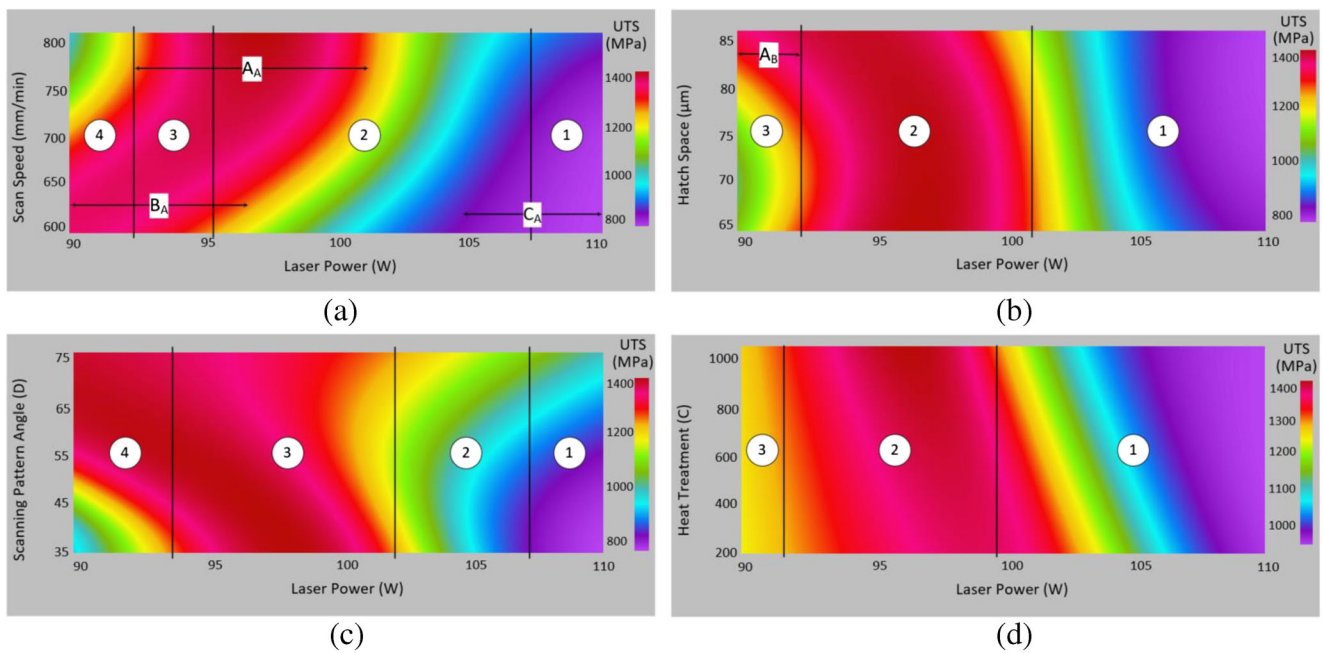 UTS
(MPa)
Scan Speed (mm/min)
800
750
700
650
600
A_A
4
3
2
1
B_A
C_A
1400
1200
1000
800
90
95
100
105
110
Laser Power (W)
(a)
UTS
(MPa)
Hatch Space (µm)
85
80
75
70
65
A_B
3
2
1
1400
1200
1000
800
90
95
100
105
110
Laser Power (W)
(b)
UTS
(MPa)
Scanning Pattern Angle (D)
75
65
55
45
35
4
3
2
1
1400
1200
1000
800
90
95
100
105
110
Laser Power (W)
(c)
UTS
(MPa)
Heat Treatment (C)
1000
800
600
400
200
3
2
1
1400
1300
1200
1100
1000
90
95
100
105
110
Laser Power (W)
(d)